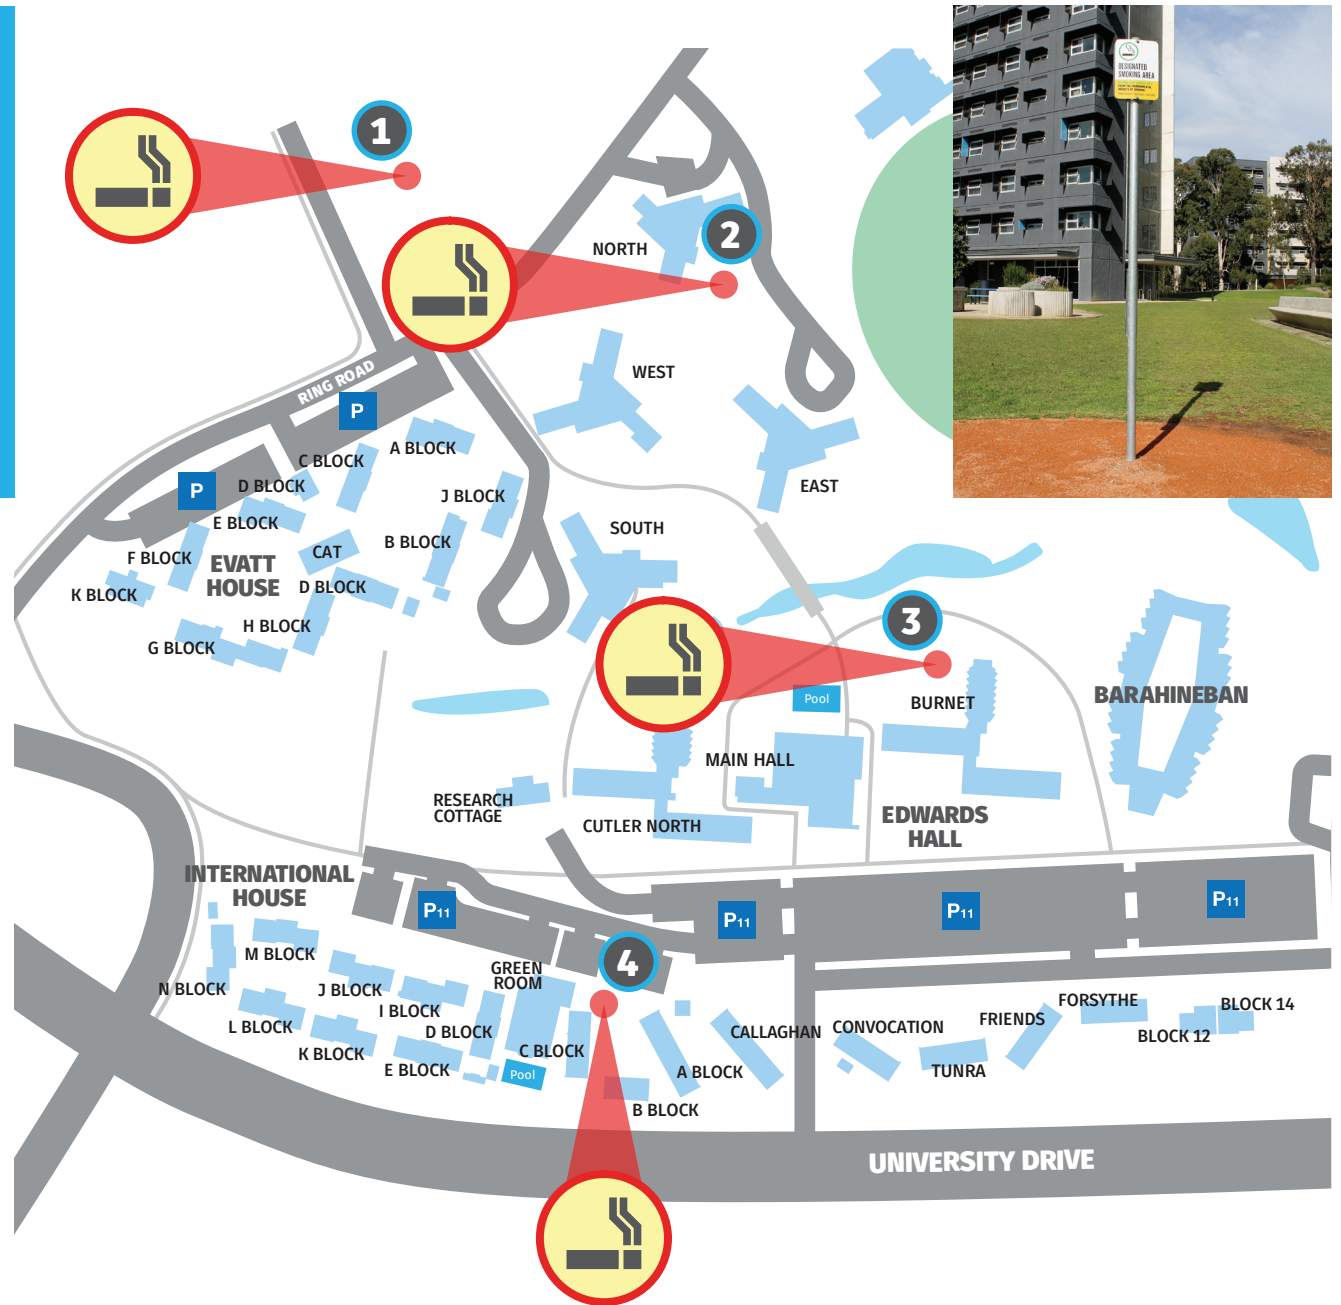 DESIGNATED
SMOKING AREA
1
2
NORTH
WEST
RING ROAD
P
A BLOCK
C BLOCK
P
D BLOCK
J BLOCK
EAST
E BLOCK
SOUTH
B BLOCK
CAT
F BLOCK
EVATT
HOUSE
D BLOCK
K BLOCK
H BLOCK
G BLOCK
3
Pool
BURNET
BARAHINEBAN
MAIN HALL
RESEARCH
COTTAGE
CUTLER NORTH
EDWARDS
HALL
INTERNATIONAL
HOUSE
P11
P11
P11
P11
4
M BLOCK
GREEN
ROOM
N BLOCK
J BLOCK
I BLOCK
L BLOCK
D BLOCK
K BLOCK
C BLOCK
E BLOCK
Pool
A BLOCK
B BLOCK
CALLAGHAN
CONVOCATION
FRIENDS
FORSYTHE
BLOCK 14
BLOCK 12
TUNRA
UNIVERSITY DRIVE